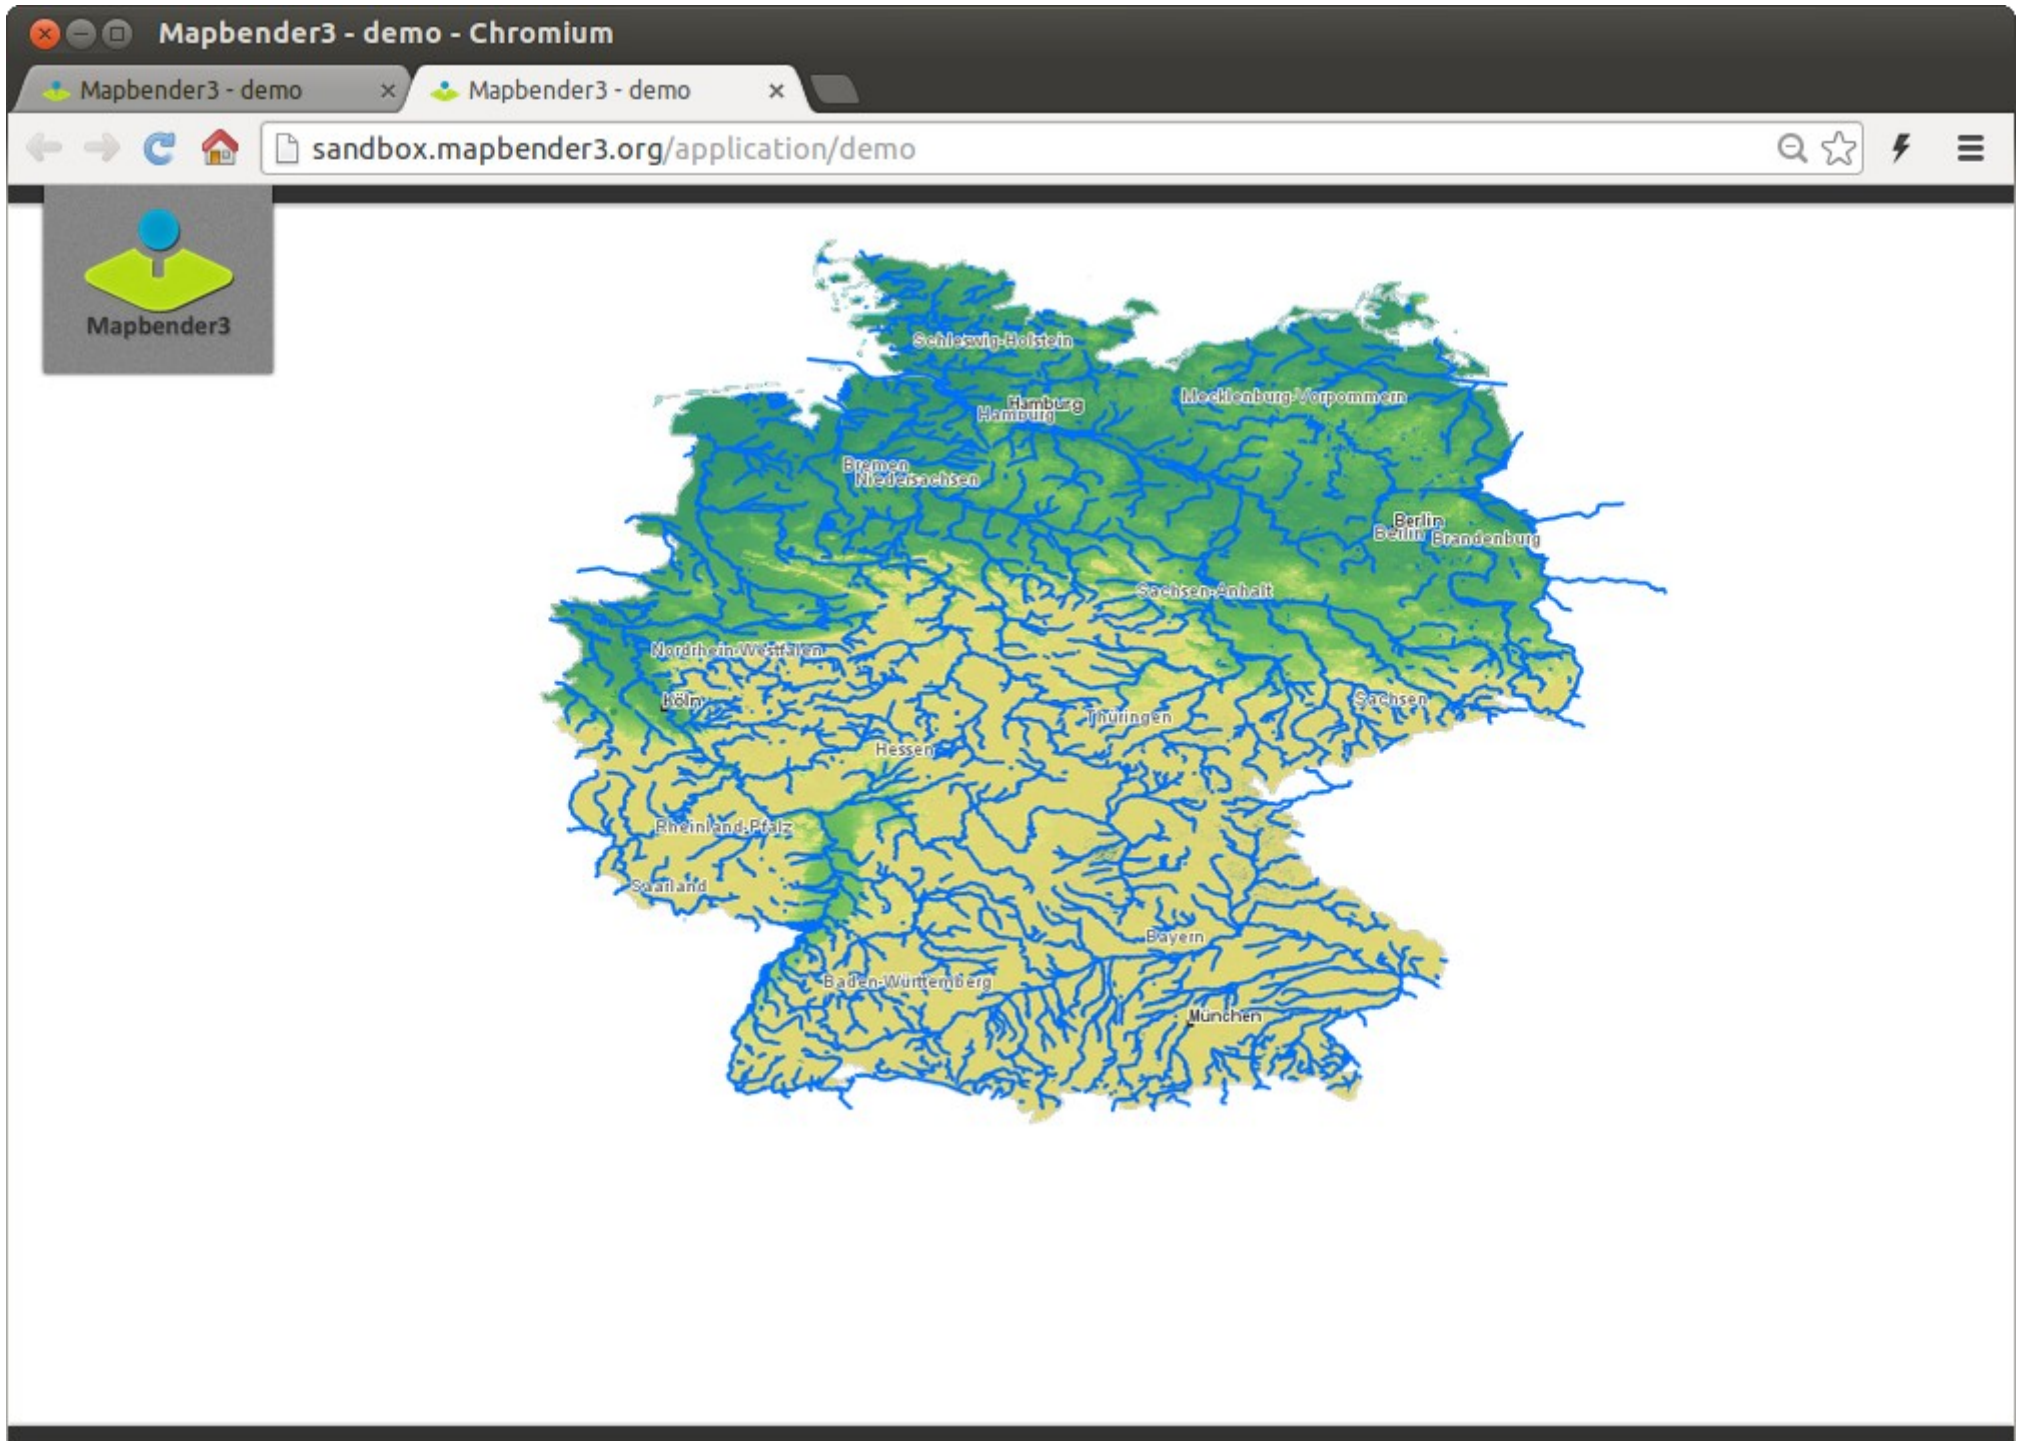 Mapbender3 - demo - Chromium
Mapbender3 - demo
Mapbender3 - demo
sandbox.mapbender3.org/application/demo
Mapbender3
Schleswig-Holstein
Mecklenburg-Vorpommern
Hamburg
Hamburg
Bremen
Niedersachsen
Berlin
Berlin
Brandenburg
Sachsen-Anhalt
Nordrhein-Westfalen
Köln
Sachsen
Thüringen
Hessen
Rheinland-Pfalz
Saarland
Bayern
Baden-Württemberg
München